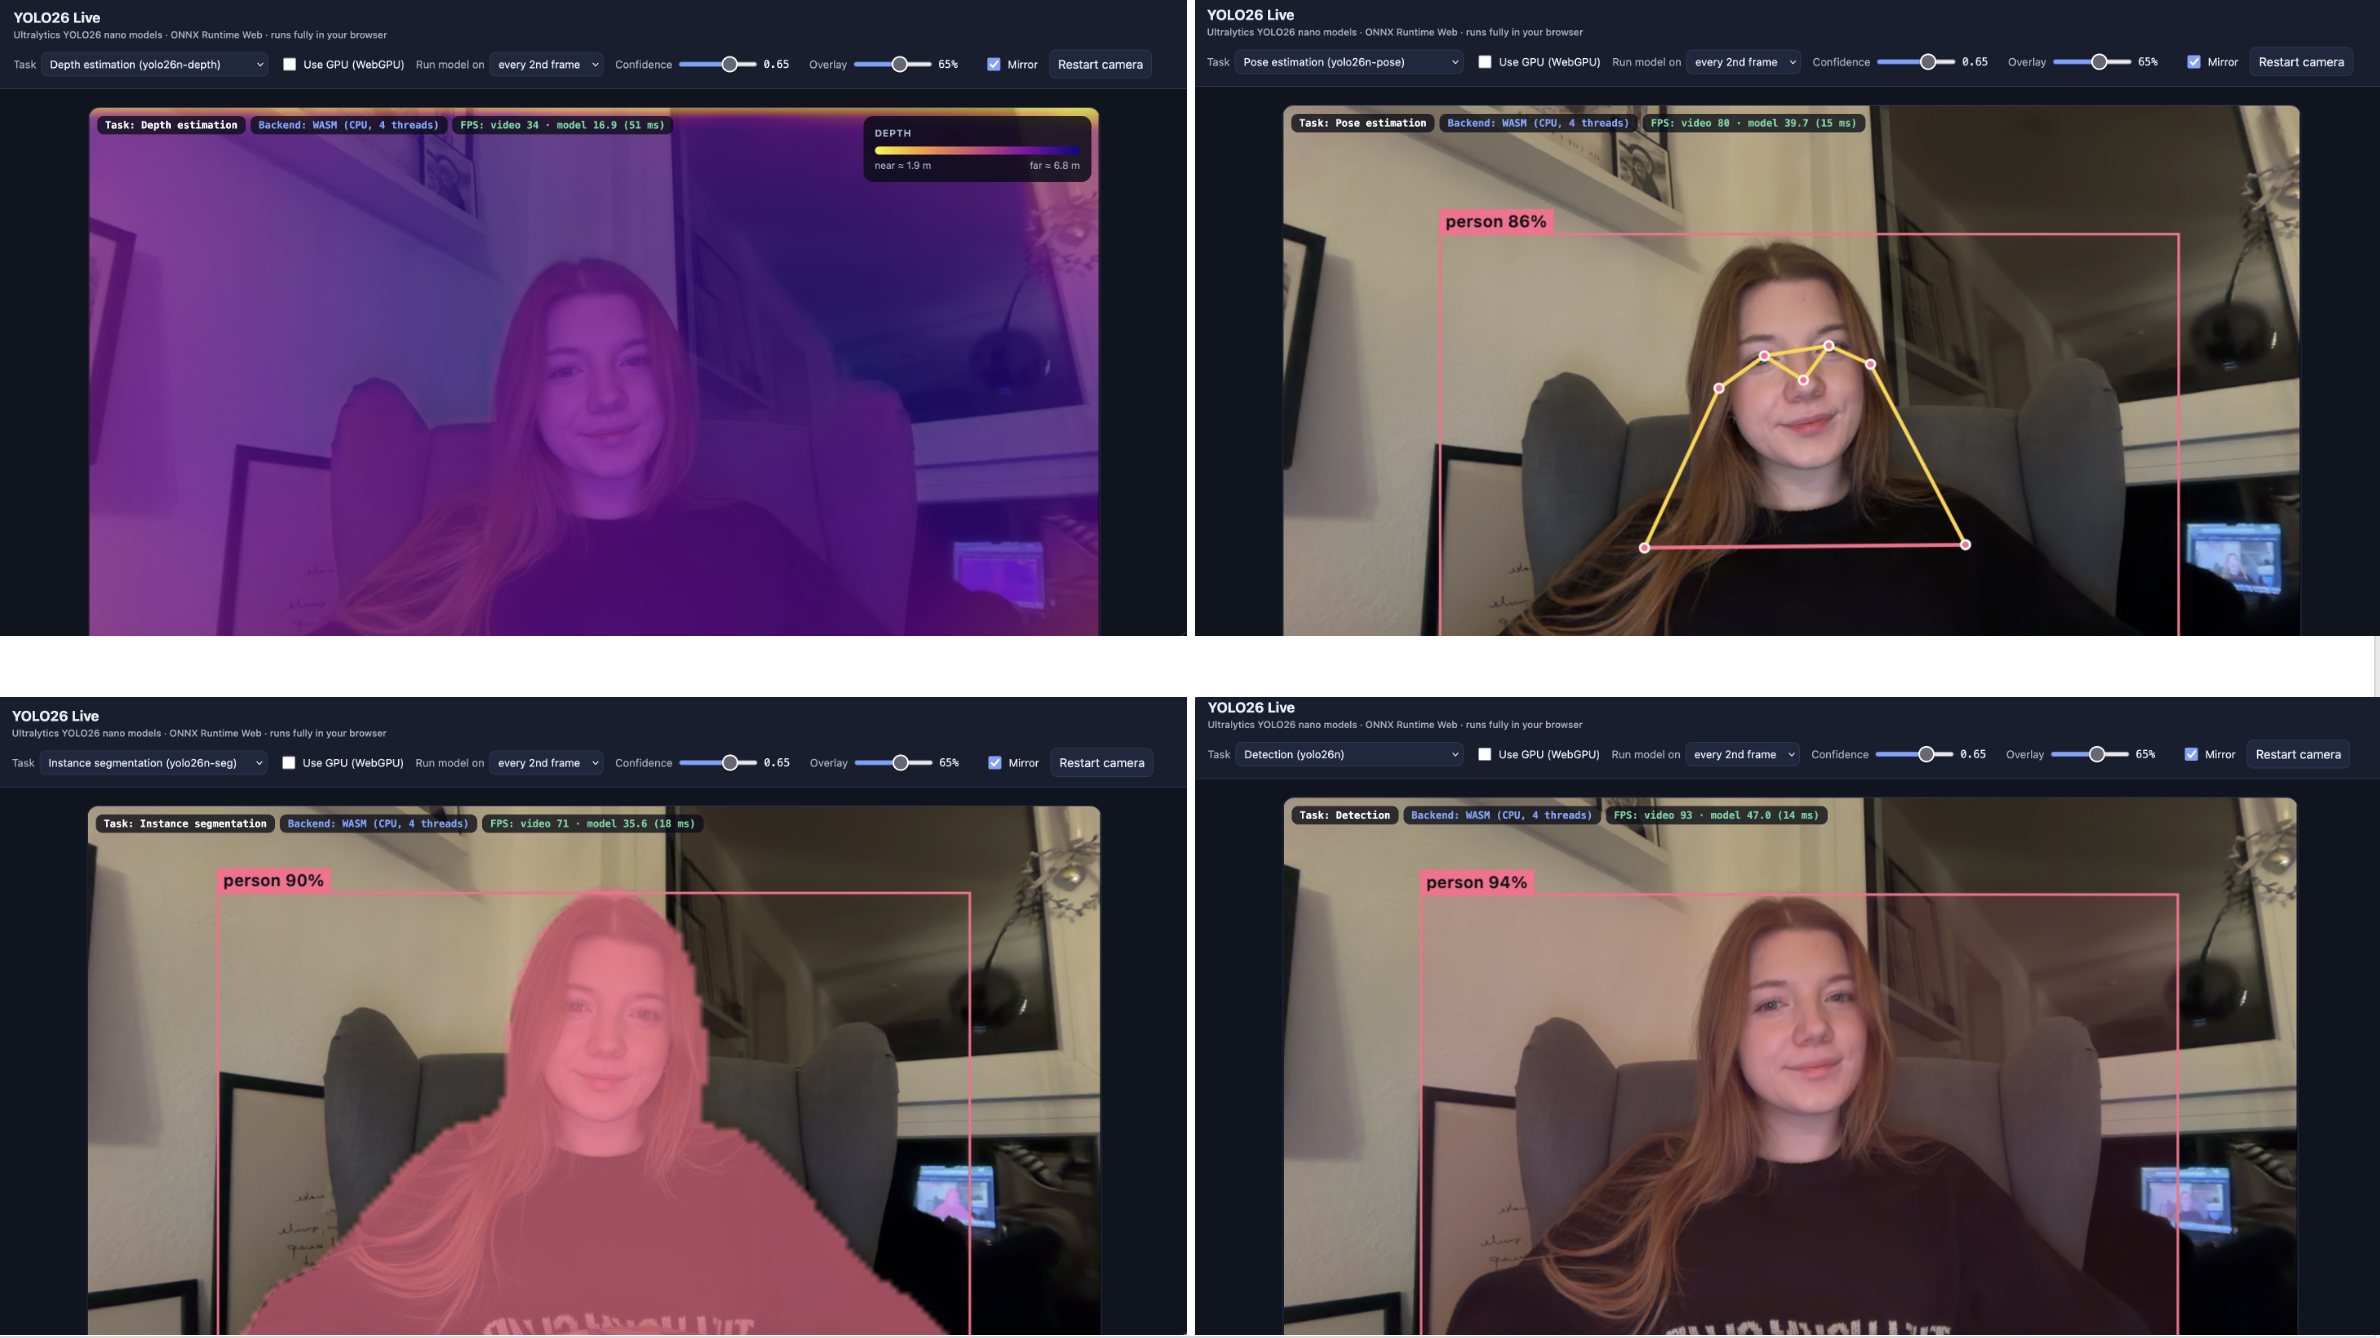 YOLO26 Live
Ultralytics YOLO26 nano models · ONNX Runtime Web · runs fully in your browser
Task Depth estimation (yolo26n-depth) Use GPU (WebGPU) Run model on every 2nd frame Confidence 0.65 Overlay 65% Mirror Restart camera
Task: Depth estimation Backend: WASM (CPU, 4 threads) FPS: video 34 · model 16.9 (51 ms)
DEPTH
near ≈ 1.9 m far ≈ 6.8 m
YOLO26 Live
Ultralytics YOLO26 nano models · ONNX Runtime Web · runs fully in your browser
Task Pose estimation (yolo26n-pose) Use GPU (WebGPU) Run model on every 2nd frame Confidence 0.65 Overlay 65% Mirror Restart camera
Task: Pose estimation Backend: WASM (CPU, 4 threads) FPS: video 80 · model 39.7 (15 ms)
person 86%
YOLO26 Live
Ultralytics YOLO26 nano models · ONNX Runtime Web · runs fully in your browser
Task Instance segmentation (yolo26n-seg) Use GPU (WebGPU) Run model on every 2nd frame Confidence 0.65 Overlay 65% Mirror Restart camera
Task: Instance segmentation Backend: WASM (CPU, 4 threads) FPS: video 71 · model 35.6 (18 ms)
person 90%
YOLO26 Live
Ultralytics YOLO26 nano models · ONNX Runtime Web · runs fully in your browser
Task Detection (yolo26n) Use GPU (WebGPU) Run model on every 2nd frame Confidence 0.65 Overlay 65% Mirror Restart camera
Task: Detection Backend: WASM (CPU, 4 threads) FPS: video 93 · model 47.0 (14 ms)
person 94%